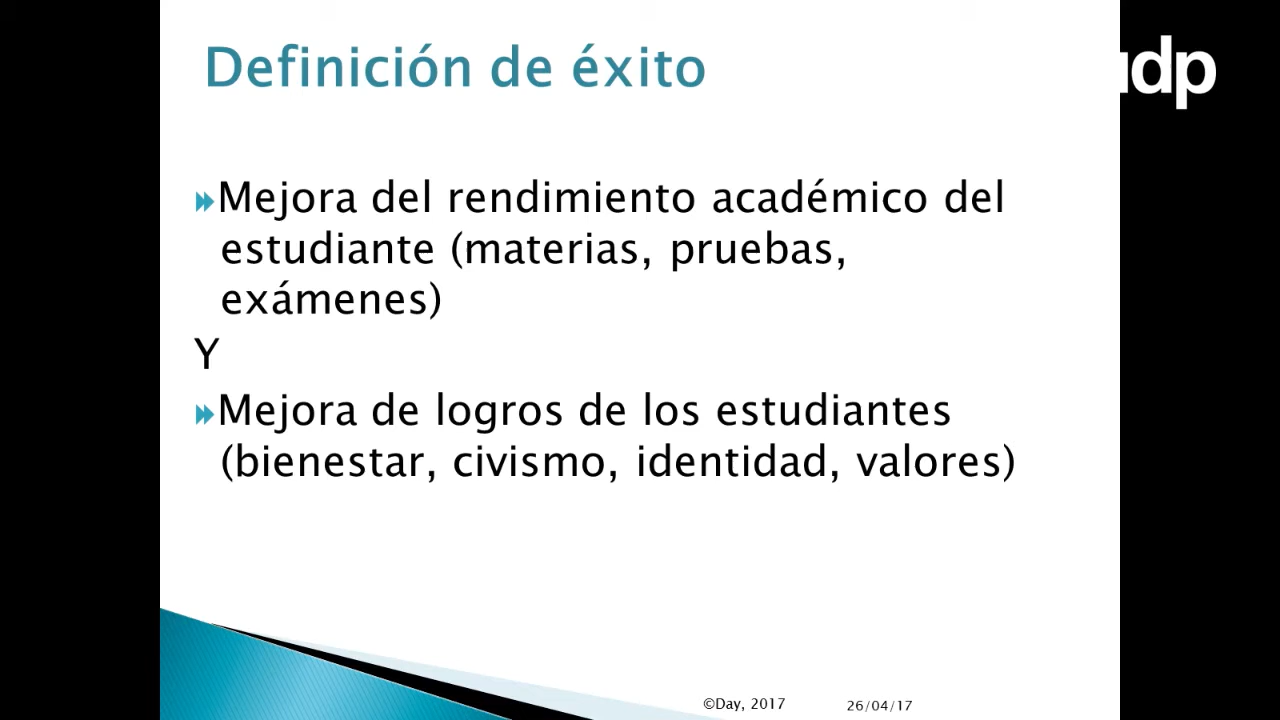 Definición de éxito
udp
Mejora del rendimiento académico del
estudiante (materias, pruebas,
exámenes)
Y
Mejora de logros de los estudiantes
(bienestar, civismo, identidad, valores)
©Day, 2017
26/04/17